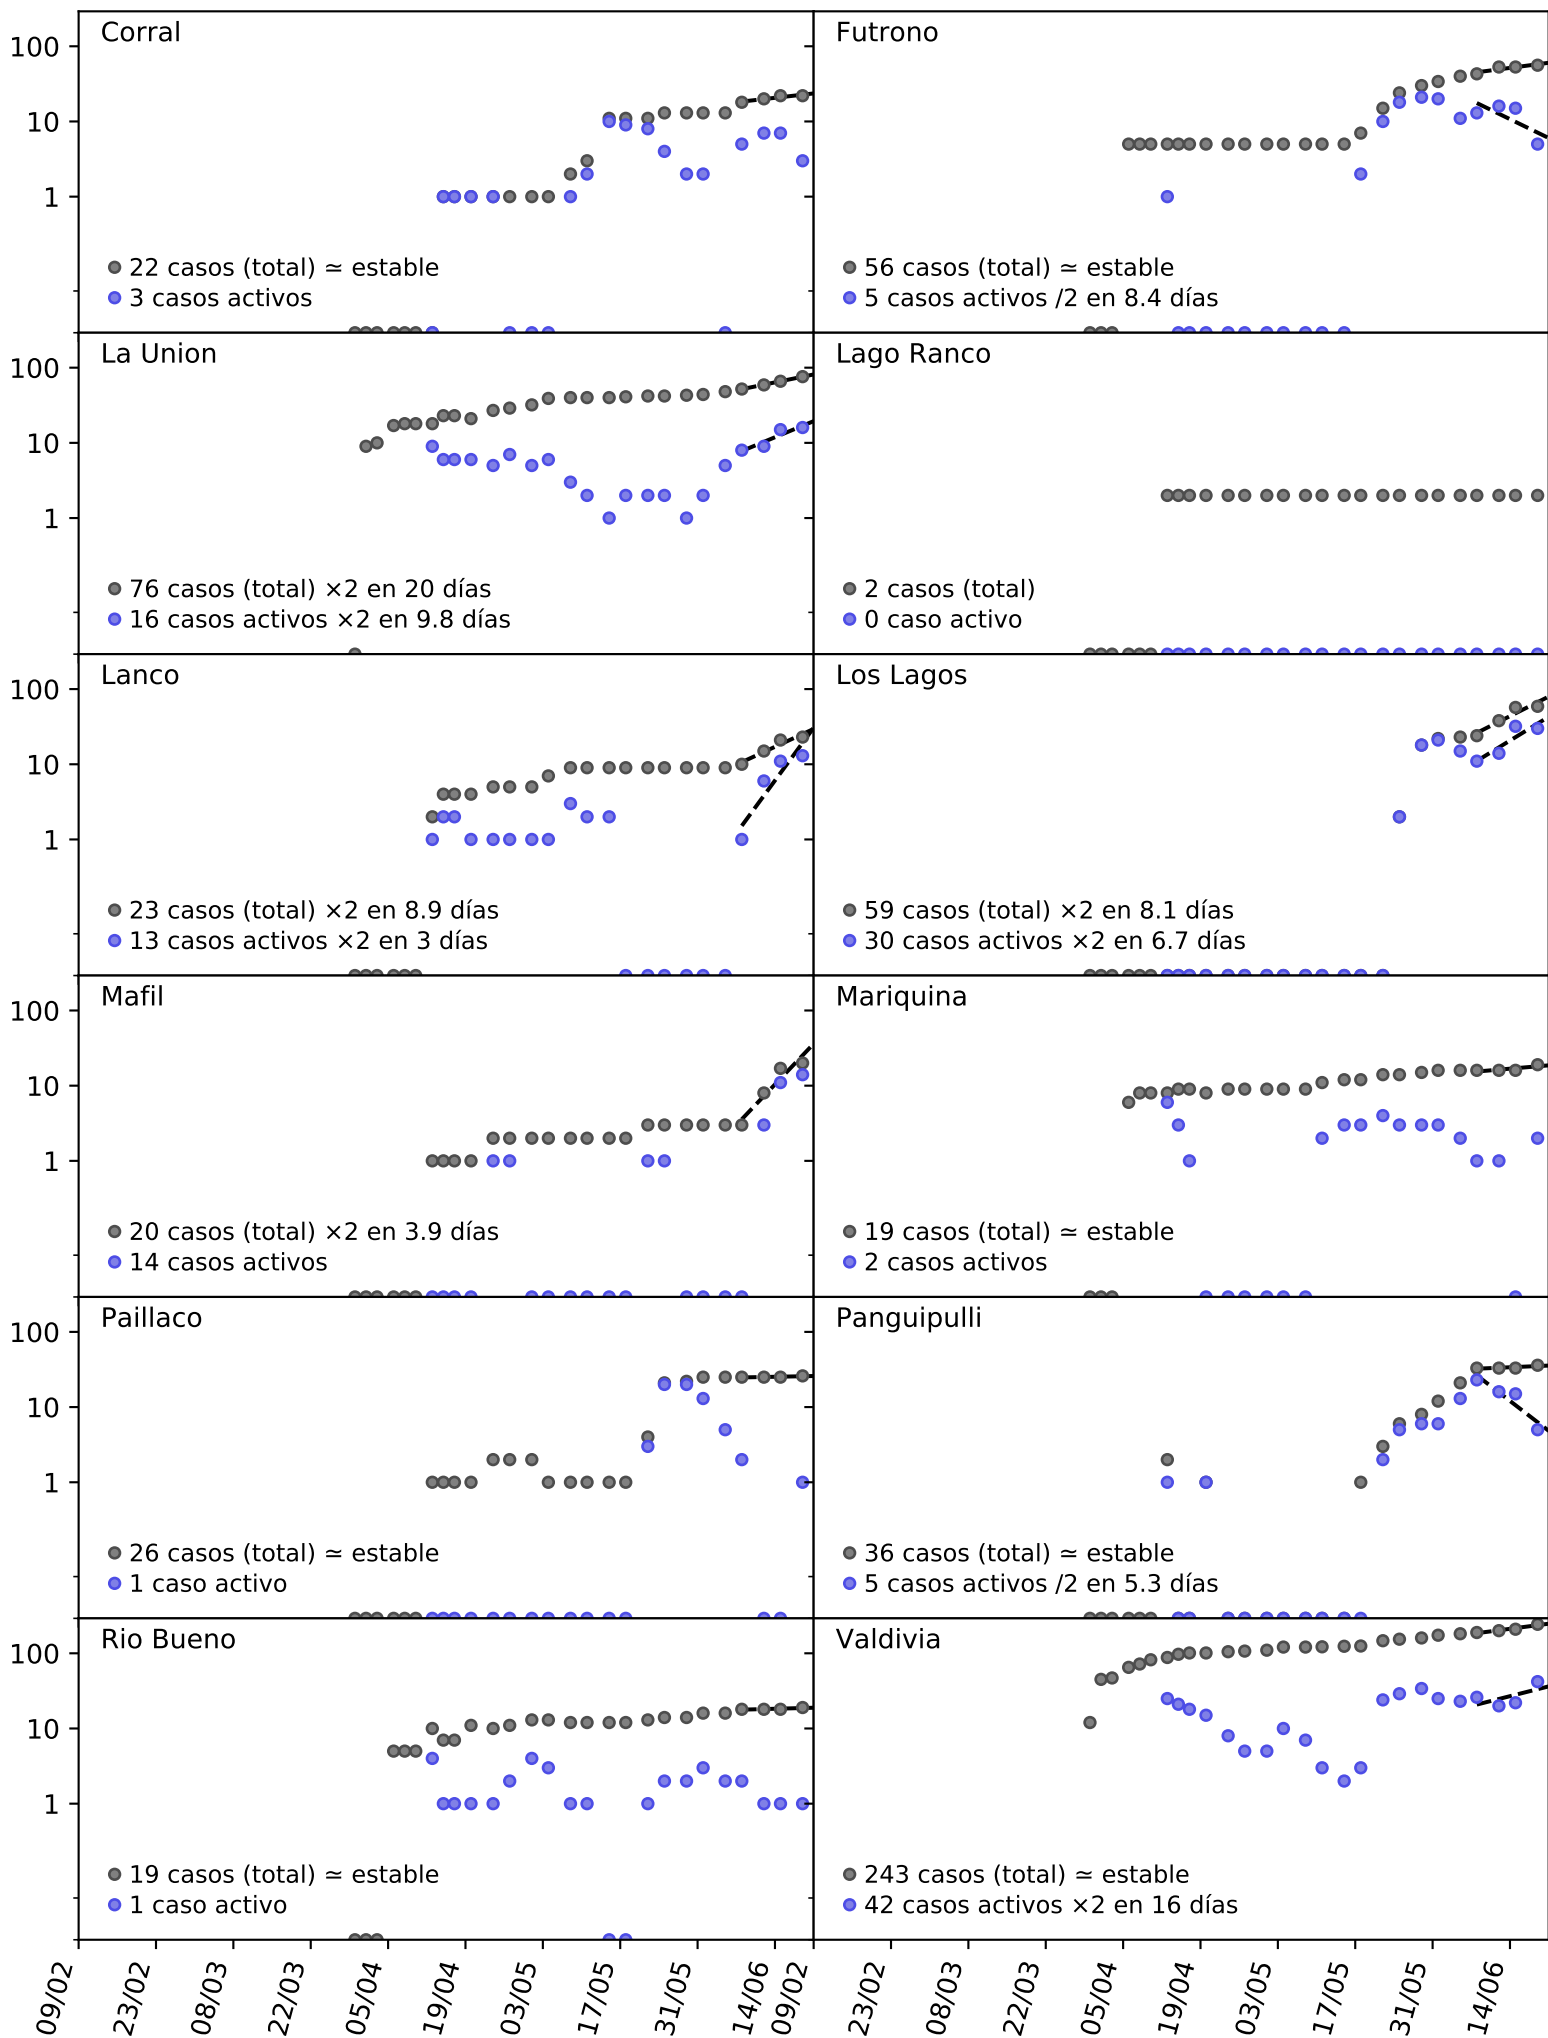 Corral
100
10
1
22 casos (total) ≃ estable
3 casos activos
Futrono
56 casos (total) ≃ estable
5 casos activos /2 en 8.4 días
La Union
100
10
1
76 casos (total) ×2 en 20 días
16 casos activos ×2 en 9.8 días
Lago Ranco
2 casos (total)
0 caso activo
Lanco
100
10
1
23 casos (total) ×2 en 8.9 días
13 casos activos ×2 en 3 días
Los Lagos
59 casos (total) ×2 en 8.1 días
30 casos activos ×2 en 6.7 días
Mafil
100
10
1
20 casos (total) ×2 en 3.9 días
14 casos activos
Mariquina
19 casos (total) ≃ estable
2 casos activos
Paillaco
100
10
1
26 casos (total) ≃ estable
1 caso activo
Panguipulli
36 casos (total) ≃ estable
5 casos activos /2 en 5.3 días
Rio Bueno
100
10
1
19 casos (total) ≃ estable
1 caso activo
Valdivia
243 casos (total) ≃ estable
42 casos activos ×2 en 16 días
09/02
23/02
08/03
22/03
05/04
19/04
03/05
17/05
31/05
14/06
09/02
23/02
08/03
22/03
05/04
19/04
03/05
17/05
31/05
14/06